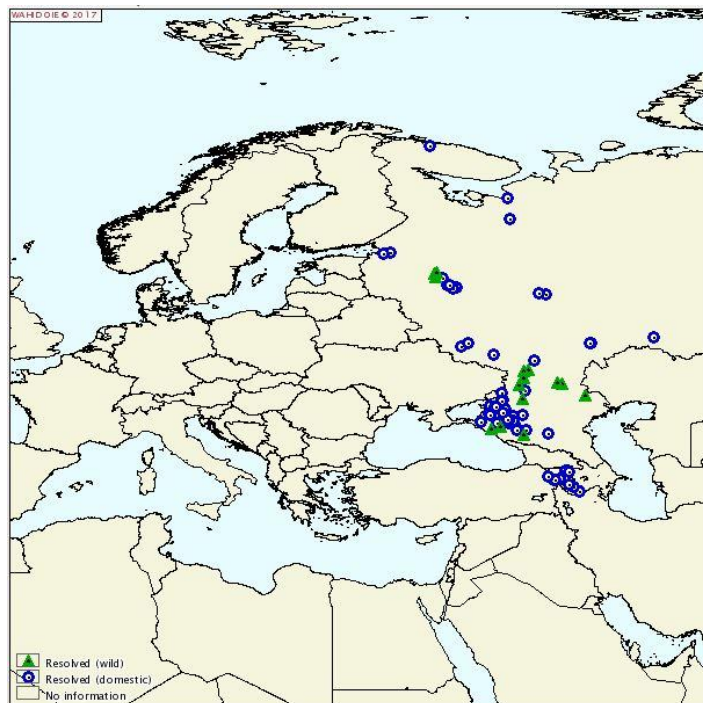 WAHID OIE © 2017
Resolved (wild)
Resolved (domestic)
No information